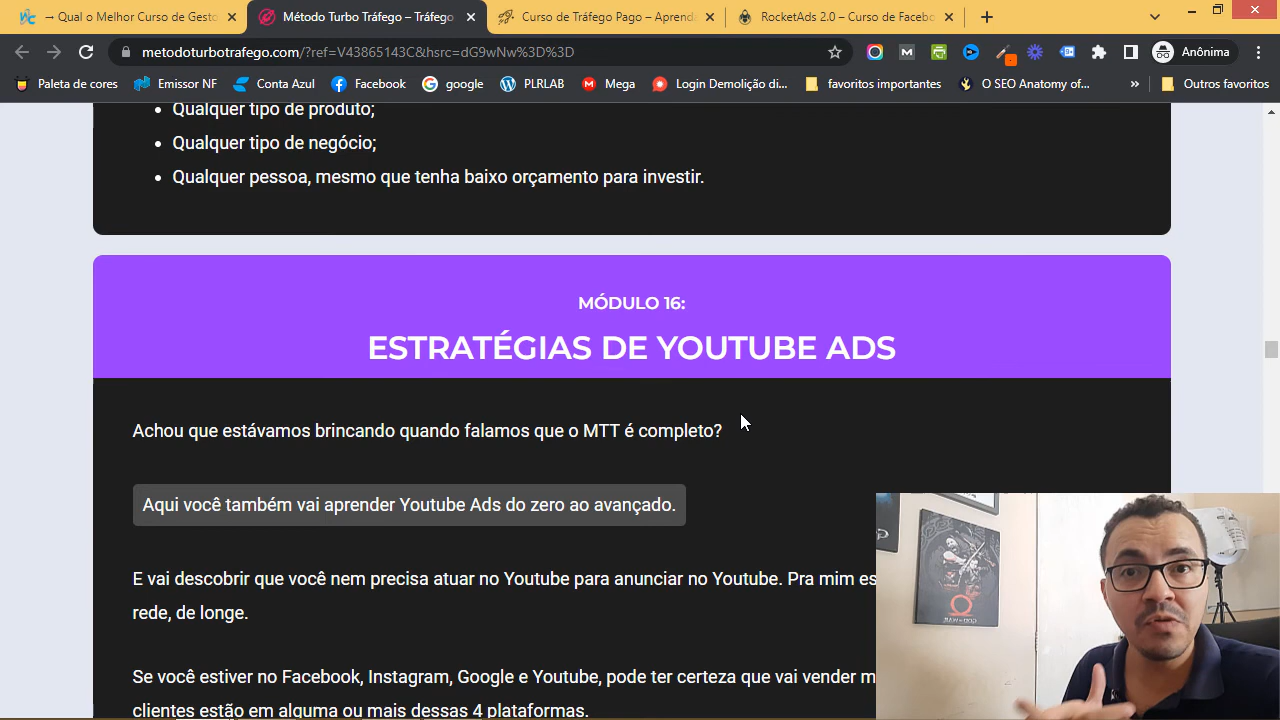 → Qual o Melhor Curso de Gesto
Método Turbo Tráfego – Tráfego
Curso de Tráfego Pago – Aprend
RocketAds 2.0 – Curso de Facebo
metodoturbotrafego.com/?ref=V43865143C&hsrc=dG9wNw%3D%3D
Anônima
Paleta de cores
Emissor NF
Conta Azul
Facebook
google
PLRLAB
Mega
Login Demolição di...
favoritos importantes
O SEO Anatomy of...
»
Outros favoritos
• Qualquer tipo de produto;
• Qualquer tipo de negócio;
• Qualquer pessoa, mesmo que tenha baixo orçamento para investir.
MÓDULO 16:
ESTRATÉGIAS DE YOUTUBE ADS
Achou que estávamos brincando quando falamos que o MTT é completo?
Aqui você também vai aprender Youtube Ads do zero ao avançado.
E vai descobrir que você nem precisa atuar no Youtube para anunciar no Youtube. Pra mim es
rede, de longe.
Se você estiver no Facebook, Instagram, Google e Youtube, pode ter certeza que vai vender m
clientes estão em alguma ou mais dessas 4 plataformas.